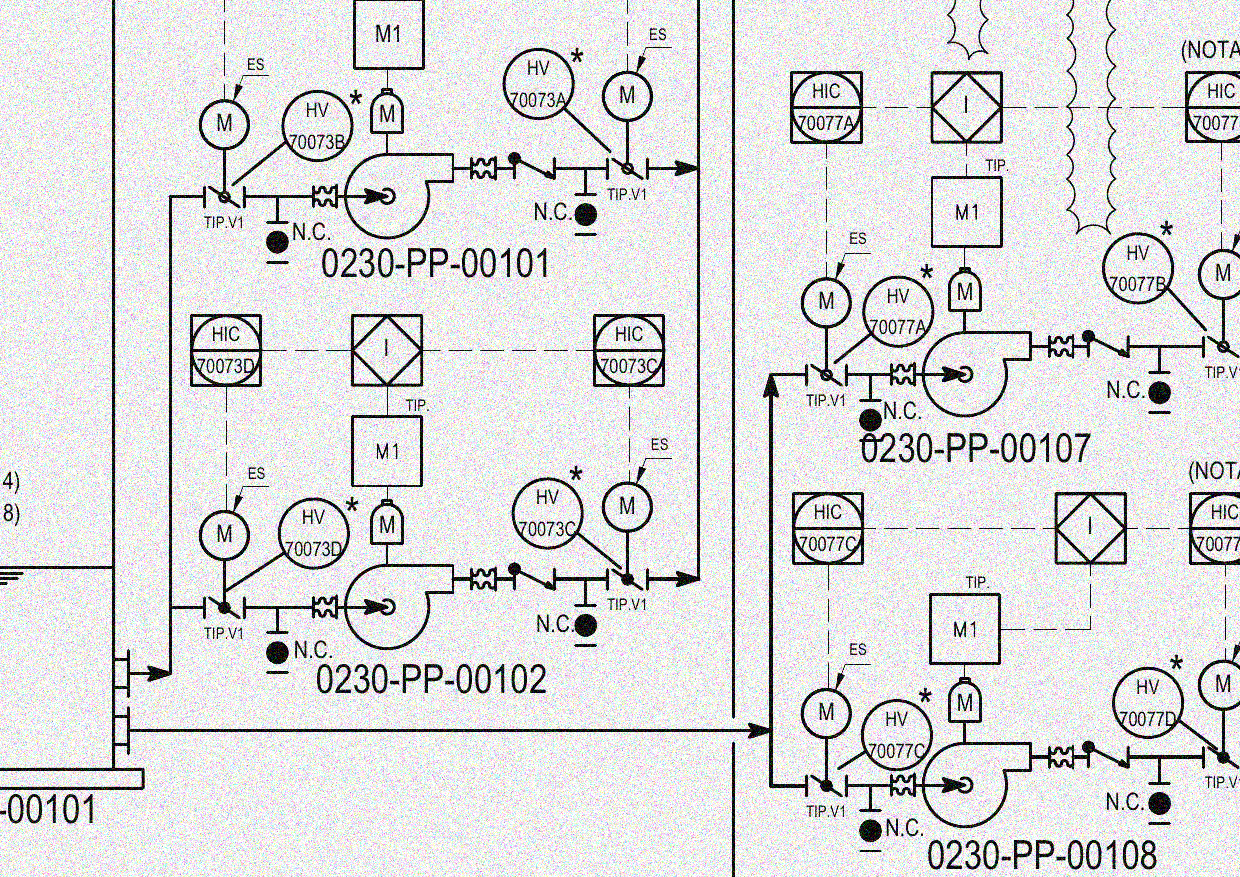 M1
ES
M
HV
70073B
*
M
HV
70073A
*
ES
M
TIP.V1
N.C.
N.C.
TIP.V1
0230-PP-00101
HIC
70073D
I
HIC
70073C
TIP.
M1
ES
M
HV
70073D
*
M
HV
70073C
*
ES
M
TIP.V1
N.C.
N.C.
TIP.V1
0230-PP-00102
4)
8)
-00101
(NOTA
HIC
70077A
I
HIC
70077
TIP.
M1
ES
M
HV
70077A
*
M
HV
70077B
*
M
TIP.V1
N.C.
N.C.
TIP.V1
0230-PP-00107
(NOTA
HIC
70077C
I
HIC
70077
TIP.
M1
ES
M
HV
70077C
*
M
HV
70077D
*
M
TIP.V1
N.C.
N.C.
TIP.V1
0230-PP-00108